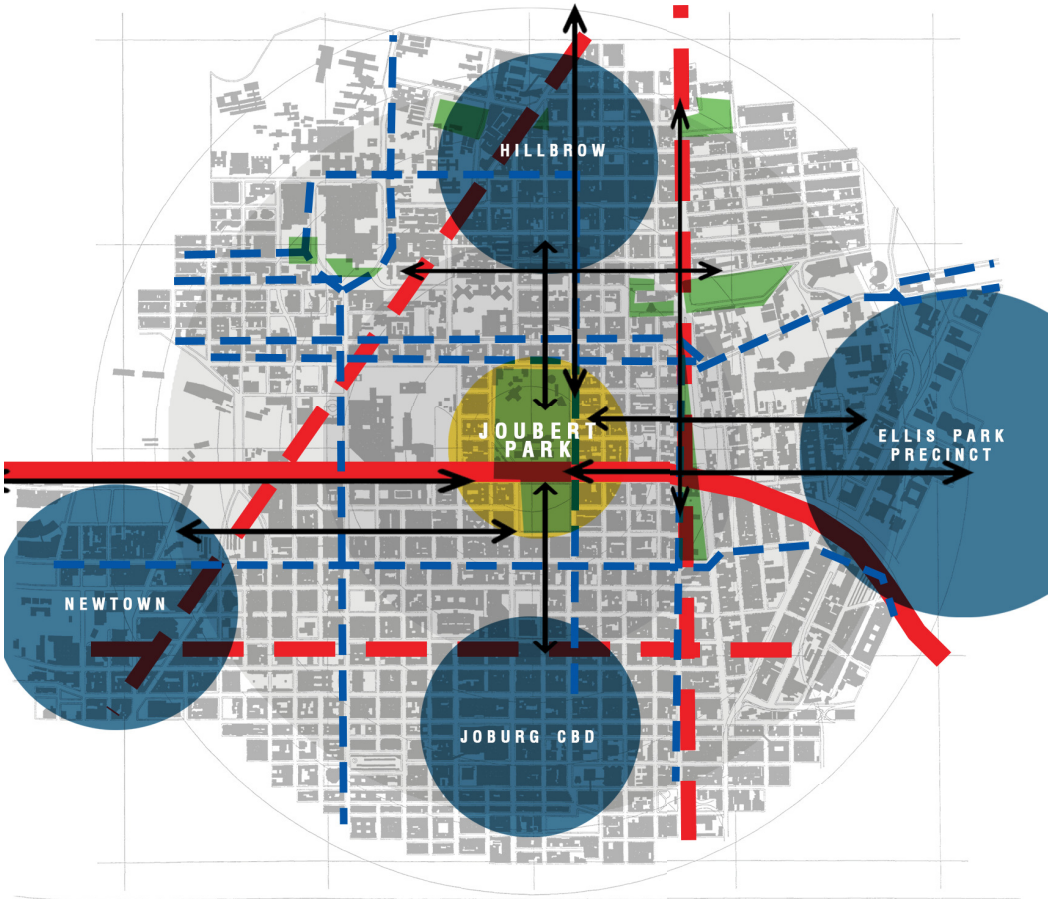 HILLBROW
JOUBERT
PARK
ELLIS PARK
PRECINCT
NEWTOWN
JOBURG CBD